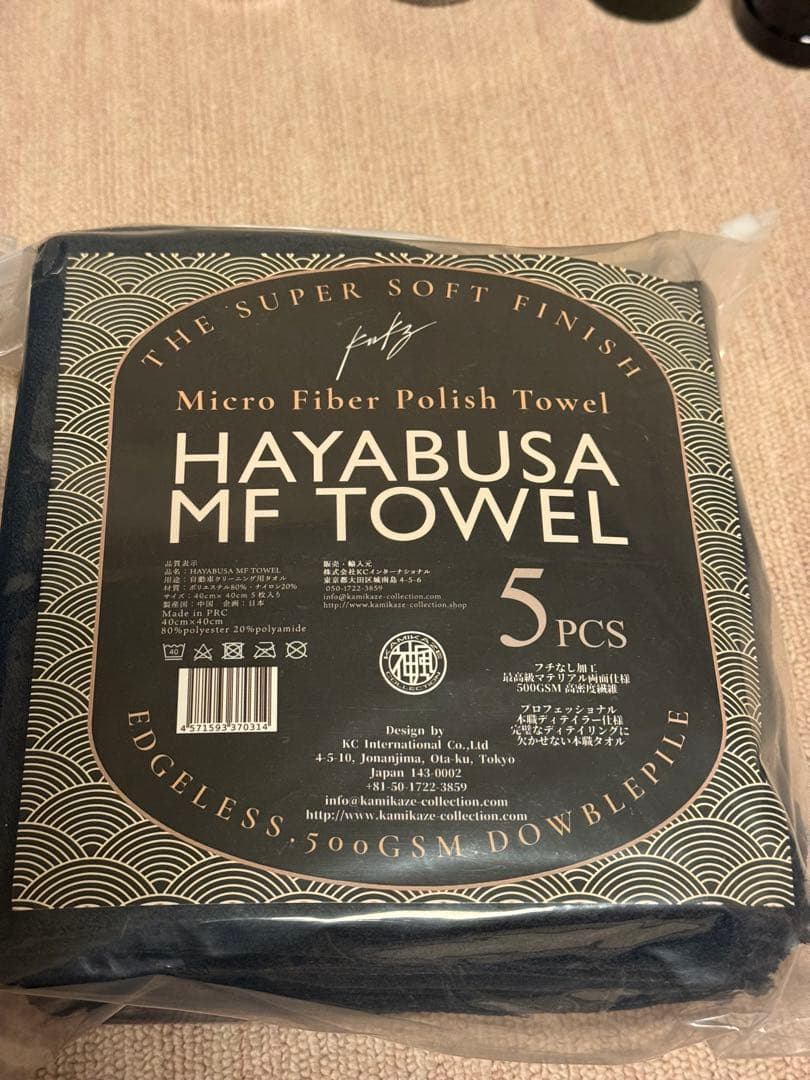 THE SUPER SOFT FINISH
Micro Fiber Polish Towel
HAYABUSA
MF TOWEL
品質表示
品名：HAYABUSA MF TOWEL
用途：自動車クリーニング用タオル
材質：ポリエステル80%・ナイロン20%
サイズ：40cm× 40cm 5枚入り
製産国：中国　企画：日本
Made in PRC
40cm×40cm
80%polyester 20%polyamide
40
4 571593 370314
販売・輸入元
株式会社KCインターナショナル
東京都大田区城南島 4-5-6
050-1722-3859
info@kamikaze-collection.com
http://www.kamikaze-collection.shop
5 PCS
KAMIKAZE
COLLECTION
フチなし加工
最高級マテリアル両面仕様
500GSM 高密度繊維
プロフェッショナル
本職ディテイラー仕様
完璧なディテイリングに
欠かせない本職タオル
Design by
KC International Co.,Ltd
4-5-10, Jonanjima, Ota-ku, Tokyo
Japan 143-0002
+81-50-1722-3859
info@kamikaze-collection.com
http://www.kamikaze-collection.com
EDGELESS.500GSM.DOWBLEPILE